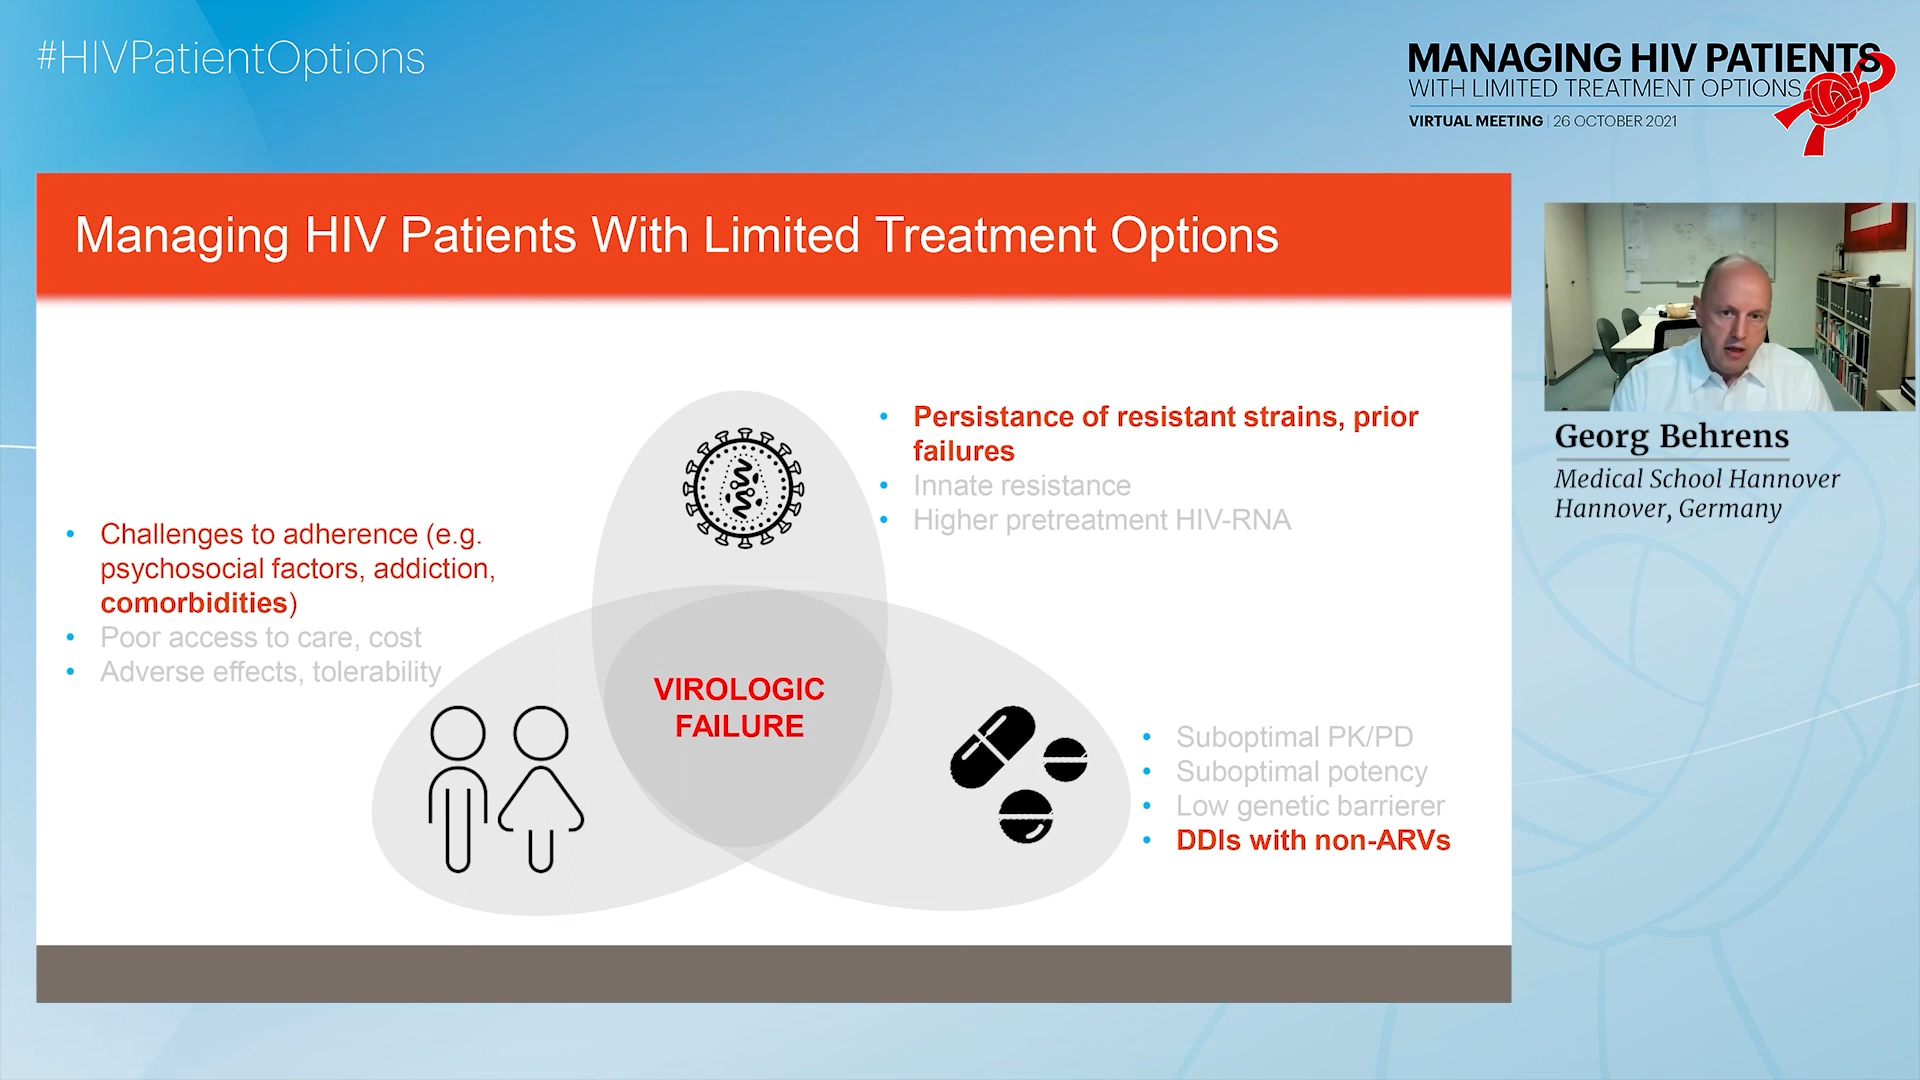 #HIVPatientOptions
MANAGING HIV PATIENTS
WITH LIMITED TREATMENT OPTIONS
VIRTUAL MEETING | 26 OCTOBER 2021
Managing HIV Patients With Limited Treatment Options
• Persistance of resistant strains, prior
failures
• Innate resistance
• Higher pretreatment HIV-RNA
• Challenges to adherence (e.g.
psychosocial factors, addiction,
comorbidities)
• Poor access to care, cost
• Adverse effects, tolerability
VIROLOGIC
FAILURE
• Suboptimal PK/PD
• Suboptimal potency
• Low genetic barrierer
• DDIs with non-ARVs
Georg Behrens
Medical School Hannover
Hannover, Germany